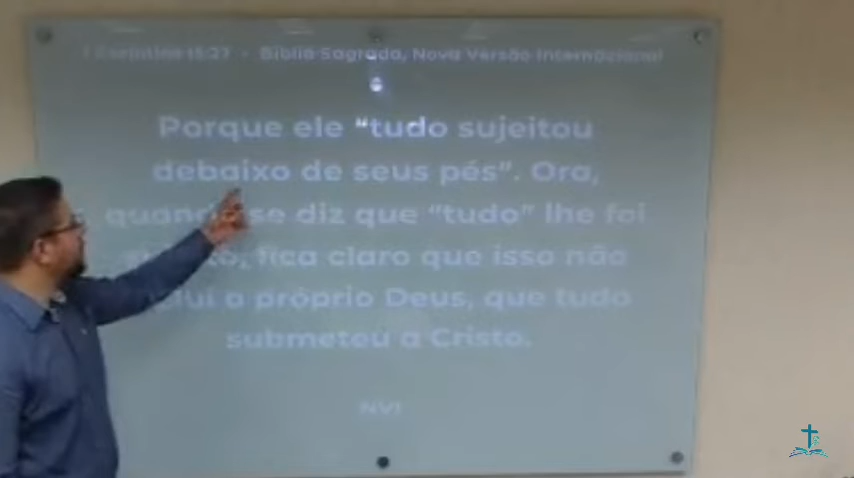 1 Coríntios 15:27 - Bíblia Sagrada, Nova Versão Internacional
Porque ele “tudo sujeitou
debaixo de seus pés”. Ora,
se diz que “tudo” lhe foi
fica claro que isso não
o próprio Deus, que tudo
submeteu a Cristo.
NVI